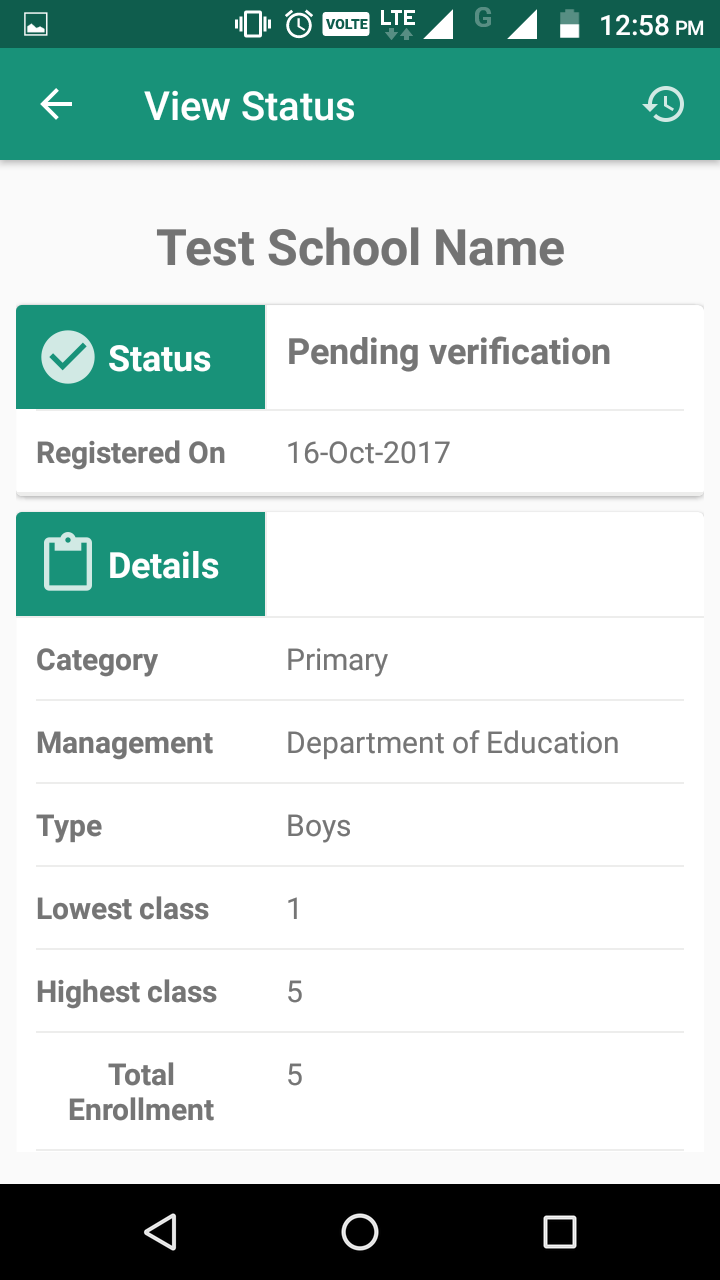 VOLTE LTE G 12:58 PM
View Status
Test School Name
Status Pending verification
Registered On 16-Oct-2017
Details
Category Primary
Management Department of Education
Type Boys
Lowest class 1
Highest class 5
Total 5
Enrollment